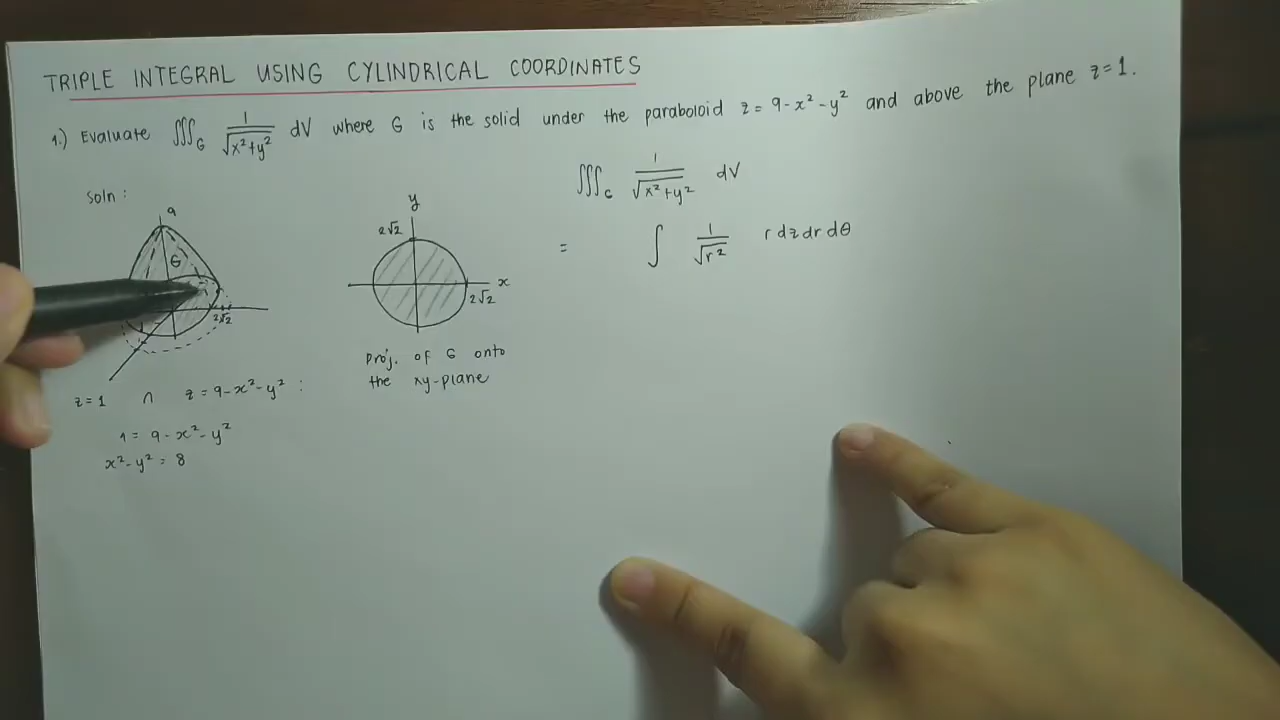 TRIPLE INTEGRAL USING CYLINDRICAL COORDINATES
1.) Evaluate ∭_G 1/√(x²+y²) dV where G is the solid under the paraboloid z = 9-x²-y² and above the plane z=1.
Soln :
9
G
2√2
z=1 ∩ z = 9-x²-y² :
1 = 9-x²-y²
x²-y² = 8
y
2√2
x
2√2
Proj. of G onto
the xy-plane
∭_G 1/√(x²+y²) dV
= ∫ 1/√(r²) r dz dr dθ